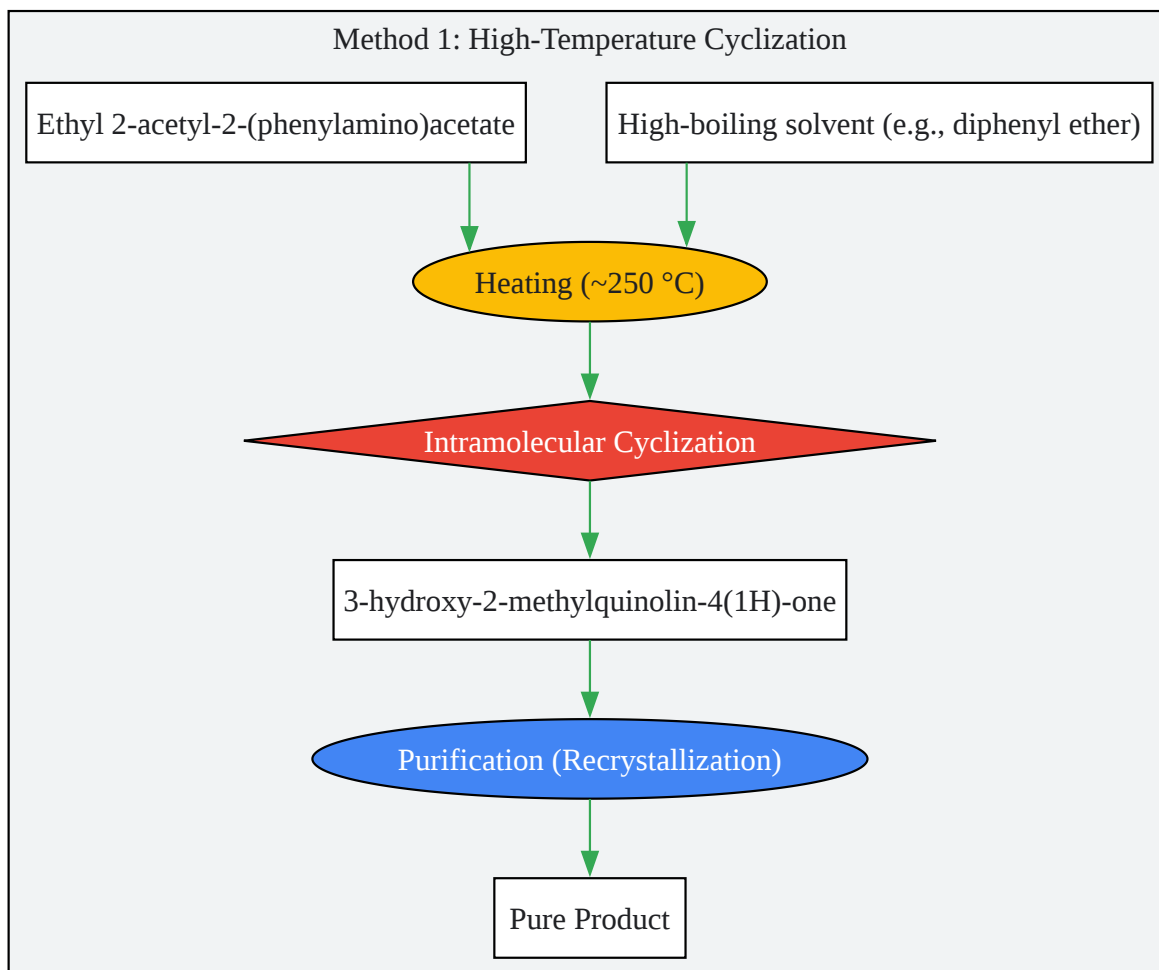 Method 1: High-Temperature Cyclization
Ethyl 2-acetyl-2-(phenylamino)acetate
High-boiling solvent (e.g., diphenyl ether)
Heating (~250 °C)
Intramolecular Cyclization
3-hydroxy-2-methylquinolin-4(1H)-one
Purification (Recrystallization)
Pure Product